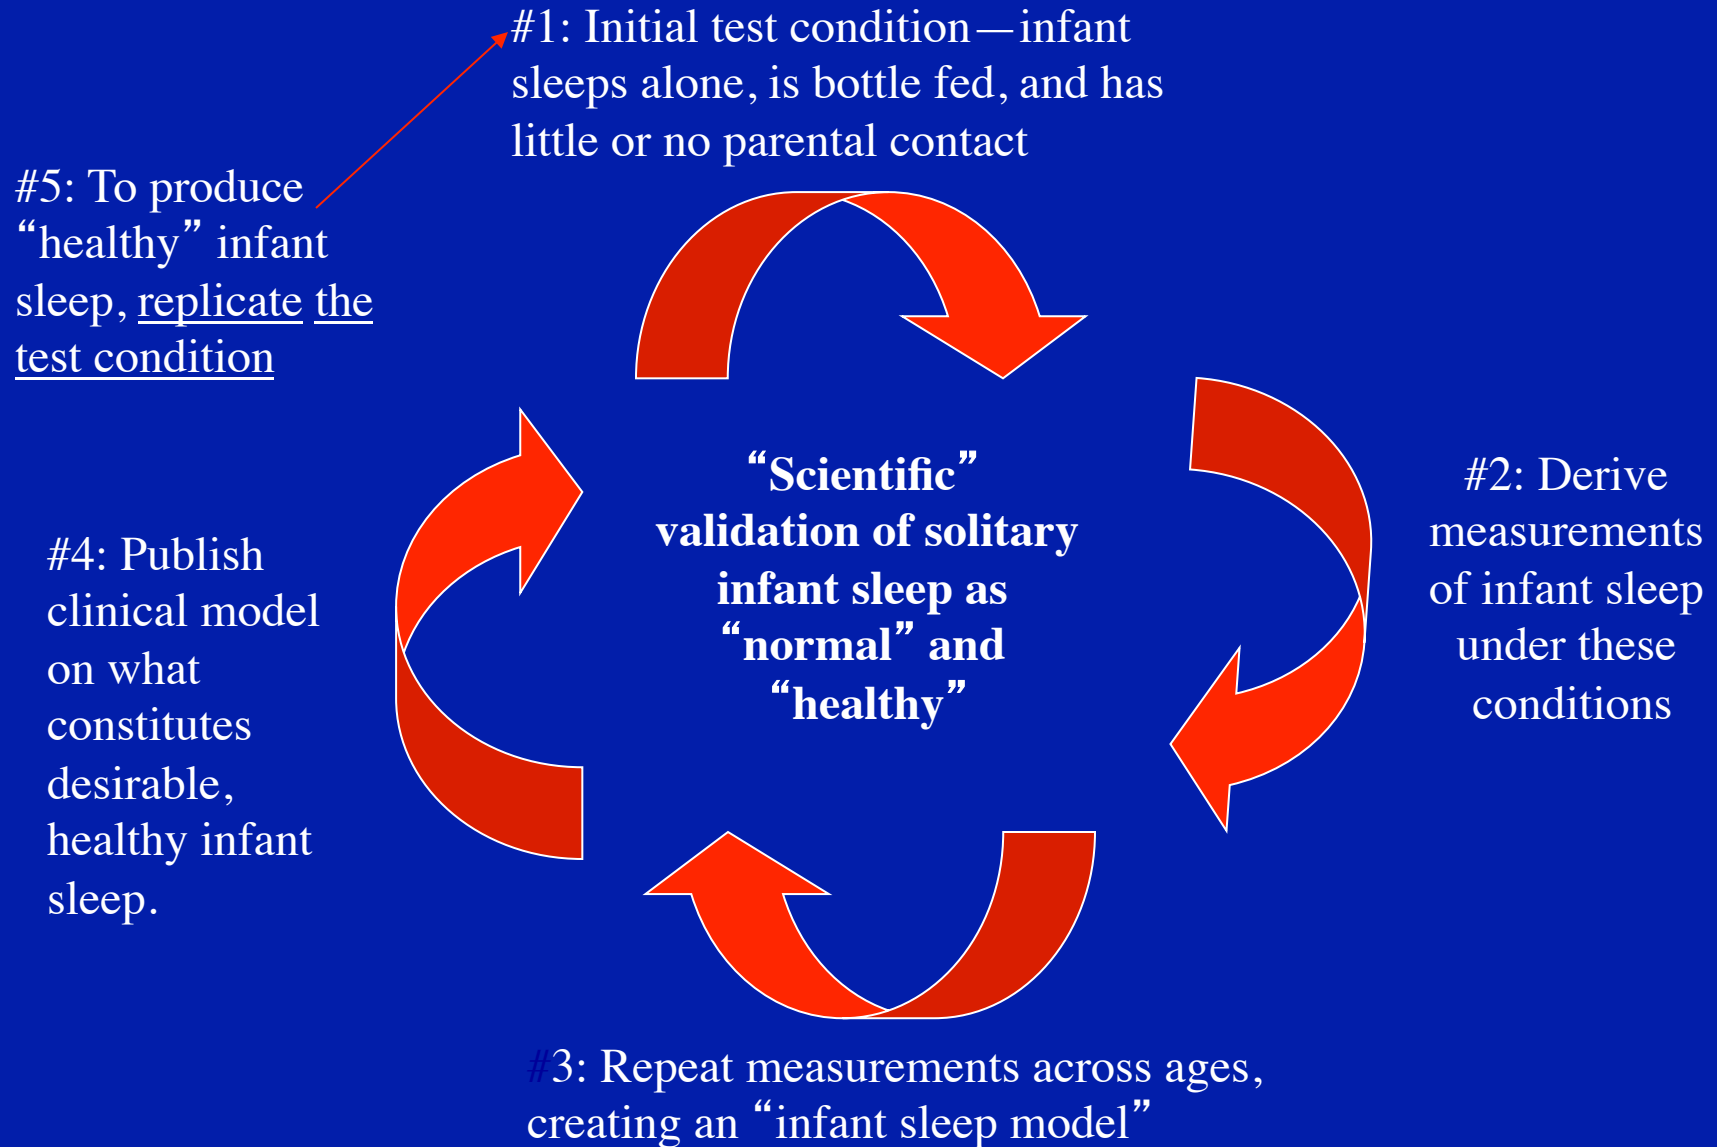 #1: Initial test condition—infant
sleeps alone, is bottle fed, and has
little or no parental contact
#5: To produce
“healthy” infant
sleep, replicate the
test condition
“Scientific”
validation of solitary
infant sleep as
“normal” and
“healthy”
#2: Derive
measurements
of infant sleep
under these
conditions
#4: Publish
clinical model
on what
constitutes
desirable,
healthy infant
sleep.
#3: Repeat measurements across ages,
creating an “infant sleep model”